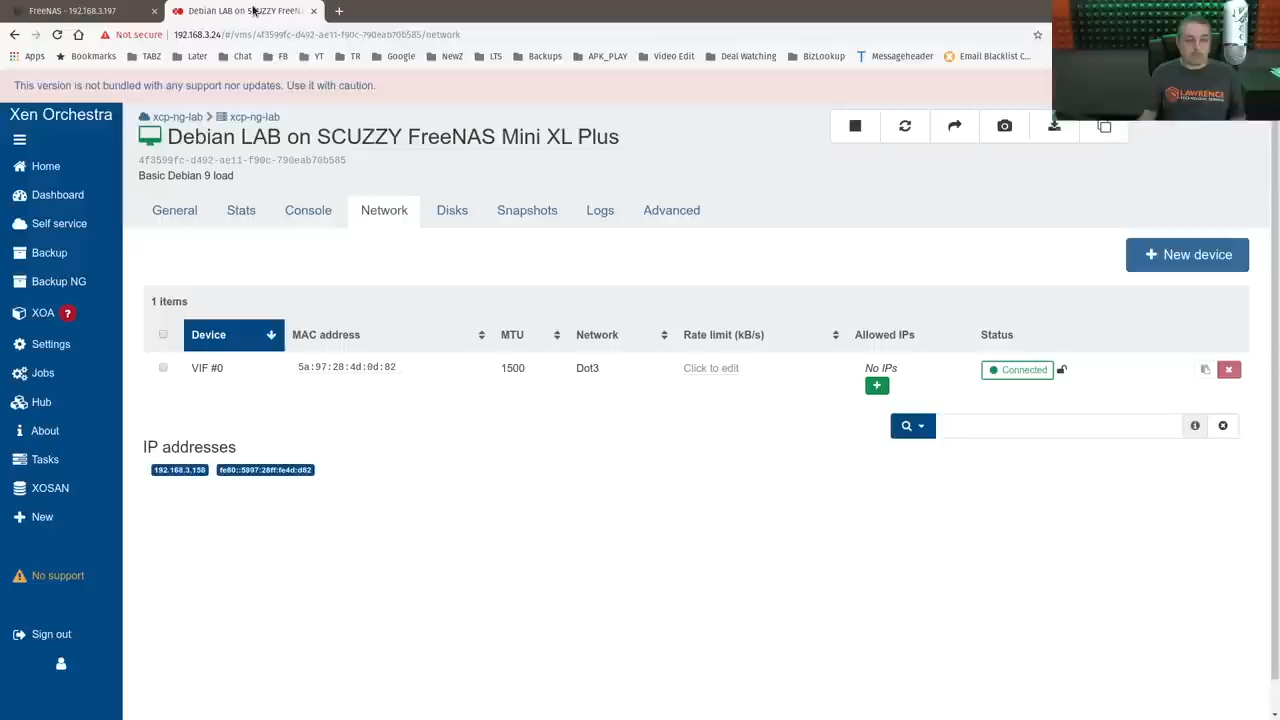 FreeNAS - 192.168.3.197
Debian LAB on SCUZZY FreeN
Not secure
192.168.3.24/#/vms/4f3599fc-d492-ae11-f90c-790eab70b585/network
Apps
Bookmarks
TABZ
Later
Chat
FB
YT
TR
Google
NewZ
LTS
Backups
APK_PLAY
Video Edit
Deal Watching
BizLookup
Messageheader
Email Blacklist C...
LAWRENCE
This version is not bundled with any support nor updates. Use it with caution.
Xen Orchestra
Home
Dashboard
Self service
Backup
Backup NG
XOA ?
Settings
Jobs
Hub
About
Tasks
XOSAN
New
No support
Sign out
xcp-ng-lab
xcp-ng-lab
Debian LAB on SCUZZY FreeNAS Mini XL Plus
4f3599fc-d492-ae11-f90c-790eab70b585
Basic Debian 9 load
General Stats Console Network Disks Snapshots Logs Advanced
New device
1 items
Device MAC address MTU Network Rate limit (kB/s) Allowed IPs Status
VIF #0 5a:97:28:4d:0d:82 1500 Dot3 Click to edit No IPs Connected
IP addresses
192.168.3.158 fe80::5897:28ff:fe4d:d82